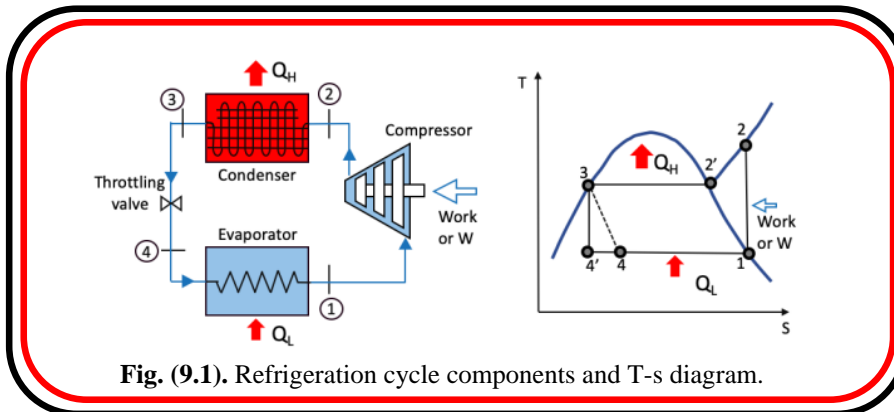 Q_H
③
②
Compressor
Throttling
valve
Condenser
Work
or W
④
Evaporator
①
Q_L
T
2
3
Q_H
2'
Work
or W
4'
4
1
Q_L
S
Fig. (9.1). Refrigeration cycle components and T-s diagram.